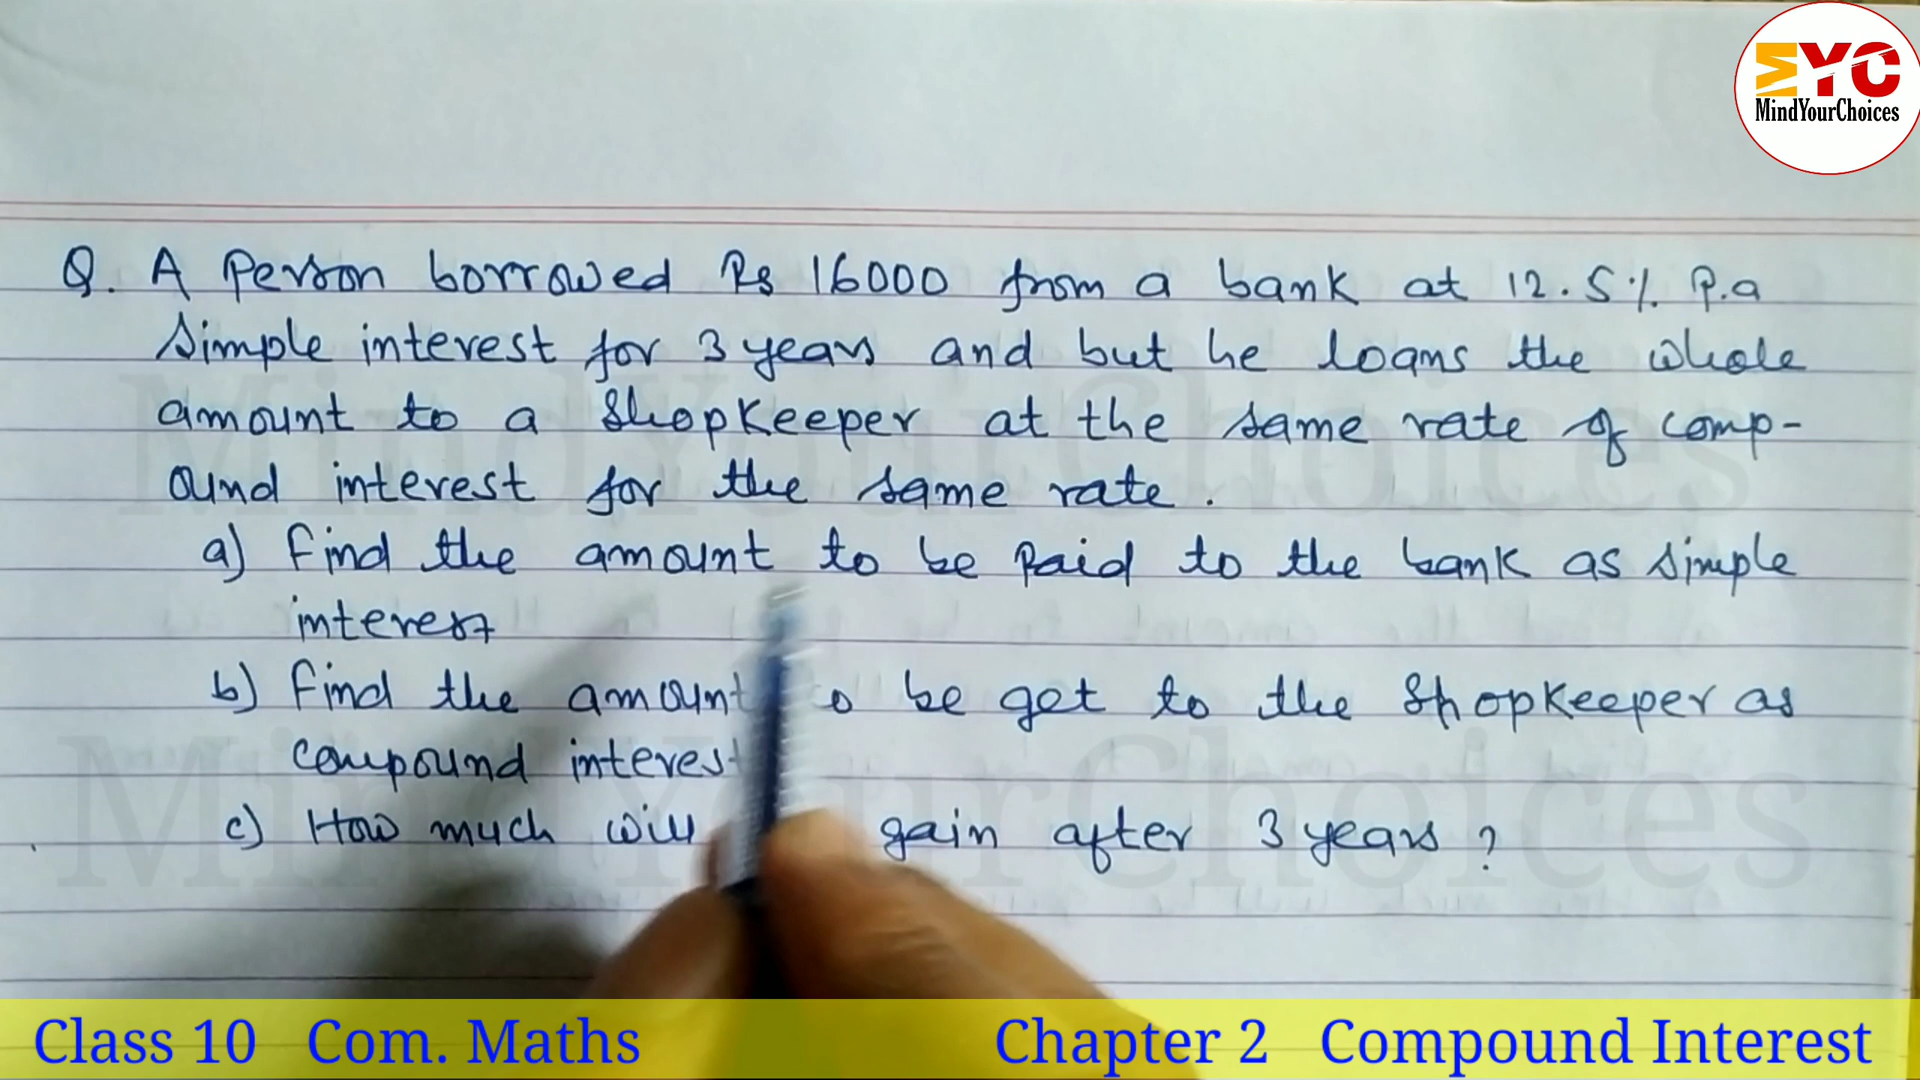 MYC
MindYourChoices
Q. A Person borrowed Rs 16000 from a bank at 12.5% P.a
Simple interest for 3 years and but he loans the whole
amount to a Shopkeeper at the same rate of comp-
ound interest for the same rate.
a) Find the amount to be paid to the bank as simple
interest
b) Find the amount o be get to the Shopkeeper as
compound interest
c) How much will gain after 3 years?
MindYourChoices
MindYourChoices
Class 10 Com. Maths Chapter 2 Compound Interest